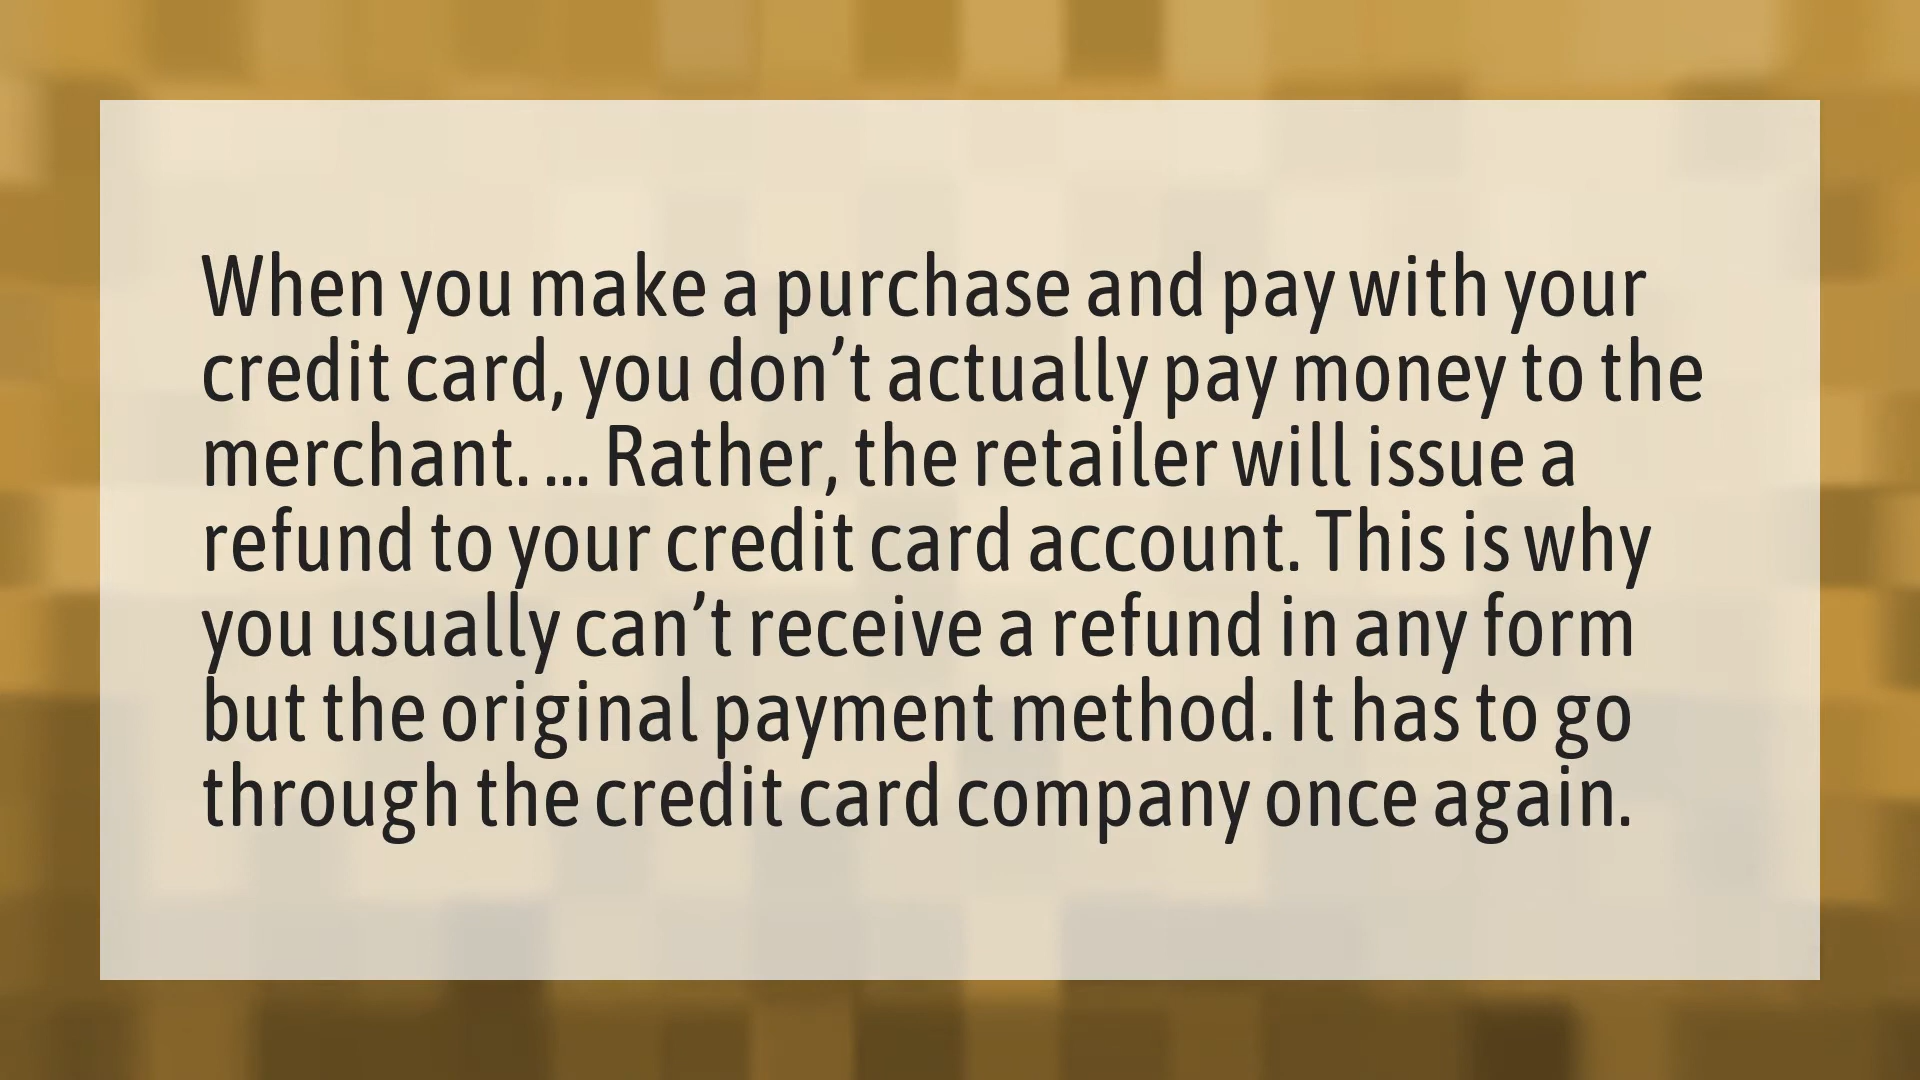 When you make a purchase and pay with your
credit card, you don’t actually pay money to the
merchant. ... Rather, the retailer will issue a
refund to your credit card account. This is why
you usually can’t receive a refund in any form
but the original payment method. It has to go
through the credit card company once again.